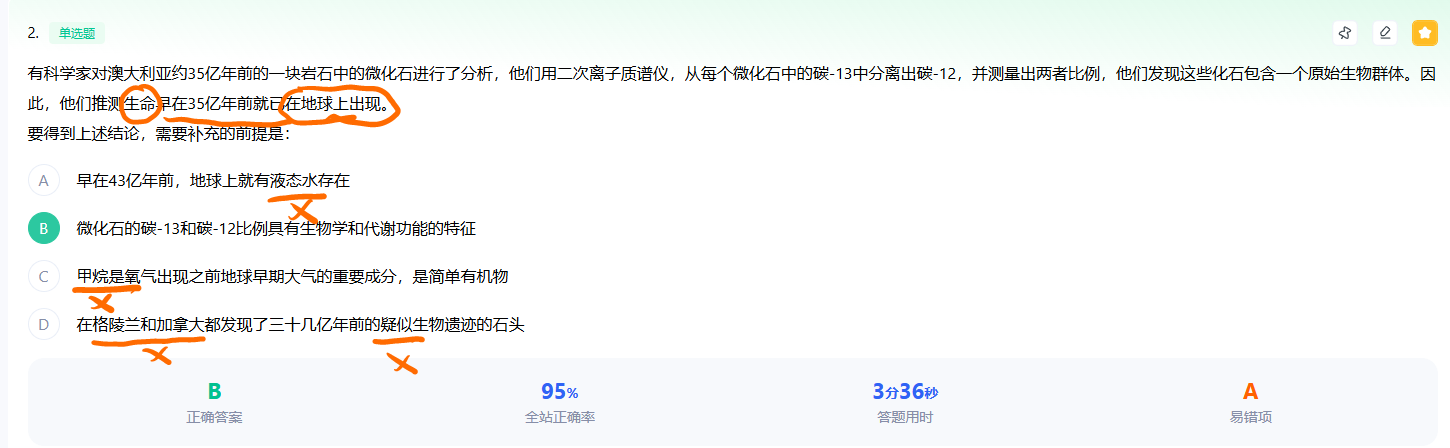 2. 单选题
有科学家对澳大利亚约35亿年前的一块岩石中的微化石进行了分析，他们用二次离子质谱仪，从每个微化石中的碳-13中分离出碳-12，并测量出两者比例，他们发现这些化石包含一个原始生物群体。因
此，他们推测生命早在35亿年前就已在地球上出现。
要得到上述结论，需要补充的前提是：
A 早在43亿年前，地球上就有液态水存在
B 微化石的碳-13和碳-12比例具有生物学和代谢功能的特征
C 甲烷是氧气出现之前地球早期大气的重要成分，是简单有机物
D 在格陵兰和加拿大都发现了三十几亿年前的疑似生物遗迹的石头
B 95% 3分36秒 A
正确答案 全站正确率 答题用时 易错项